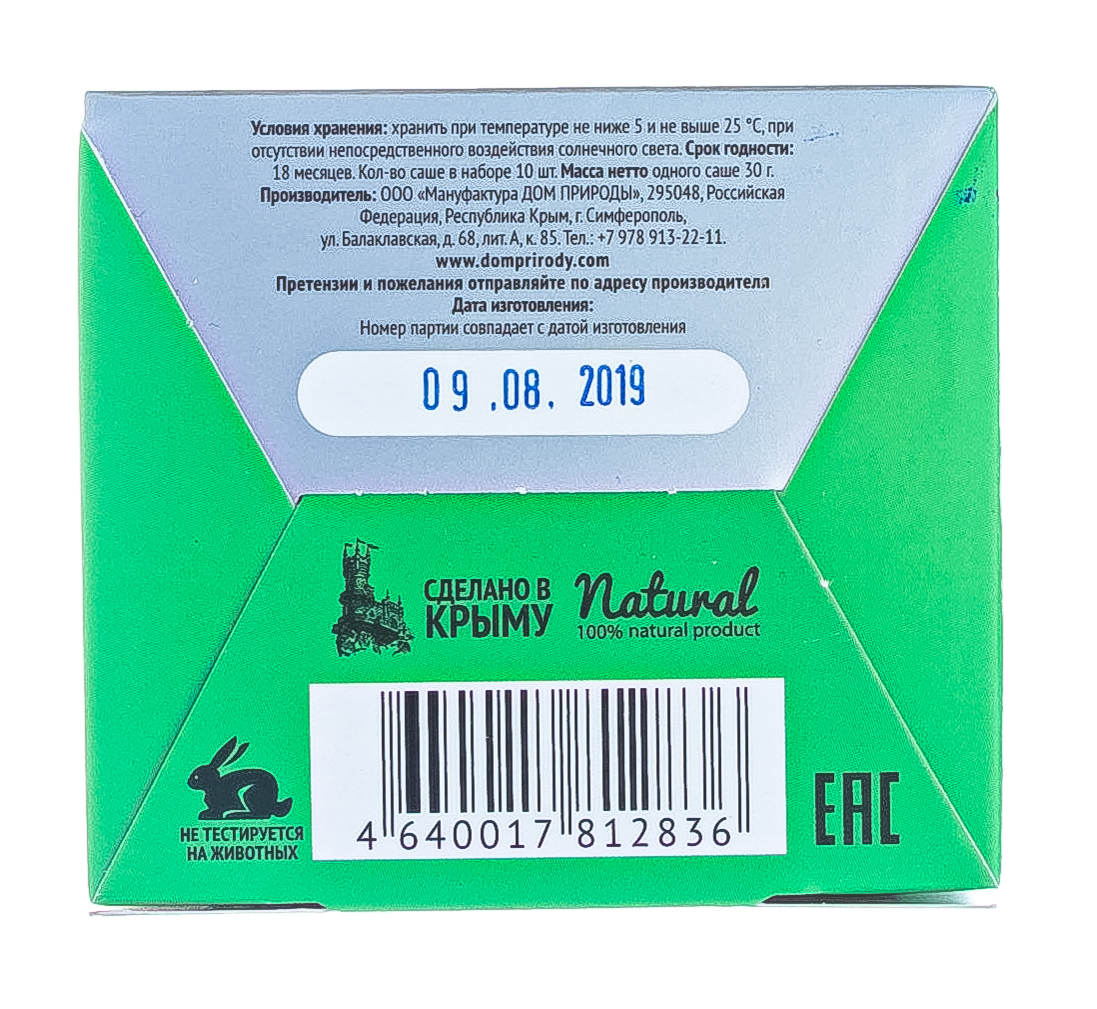 Условия хранения: хранить при температуре не ниже 5 и не выше 25 °С, при
отсутствии непосредственного воздействия солнечного света. Срок годности:
18 месяцев. Кол-во саше в наборе 10 шт. Масса нетто одного саше 30 г.
Производитель: ООО «Мануфактура ДОМ ПРИРОДЫ», 295048, Российская
Федерация, Республика Крым, г. Симферополь,
ул. Балаклавская, д. 68, лит. А, к. 85. Тел.: +7 978 913-22-11.
www.domprirody.com
Претензии и пожелания отправляйте по адресу производителя
Дата изготовления:
Номер партии совпадает с датой изготовления
09.08.2019
СДЕЛАНО В
КРЫМУ
Natural
100% natural product
4 640017 812836
НЕ ТЕСТИРУЕТСЯ
НА ЖИВОТНЫХ
ЕАС